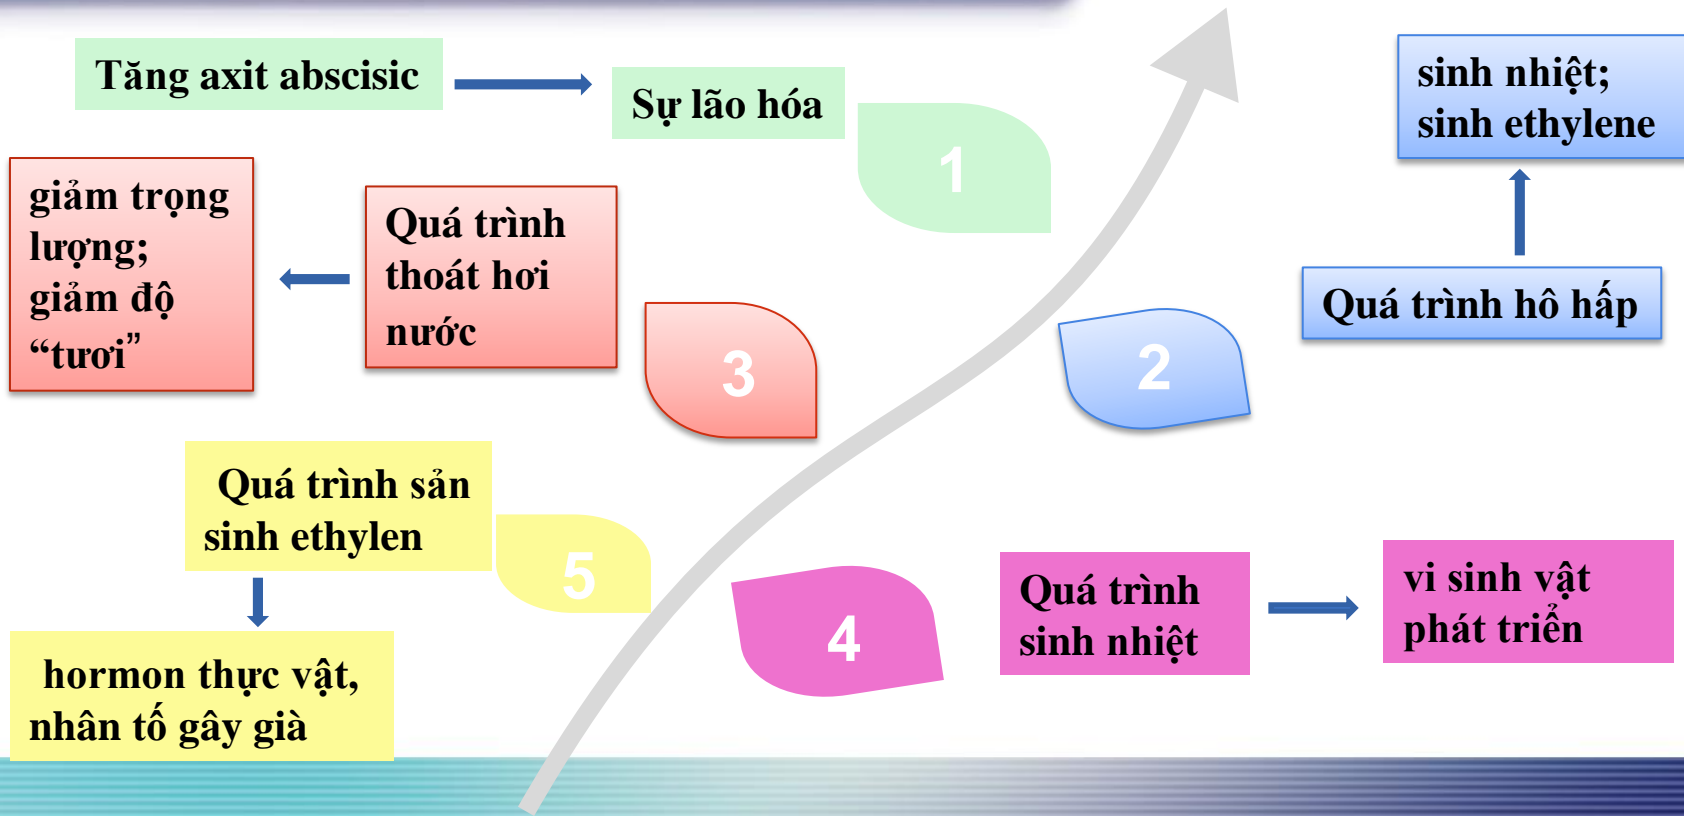 Tăng axit abscisic
Sự lão hóa
1
sinh nhiệt;
sinh ethylene
Quá trình hô hấp
2
giảm trọng
lượng;
giảm độ
“tươi”
Quá trình
thoát hơi
nước
3
Quá trình sản
sinh ethylen
5
hormon thực vật,
nhân tố gây già
4
Quá trình
sinh nhiệt
vi sinh vật
phát triển